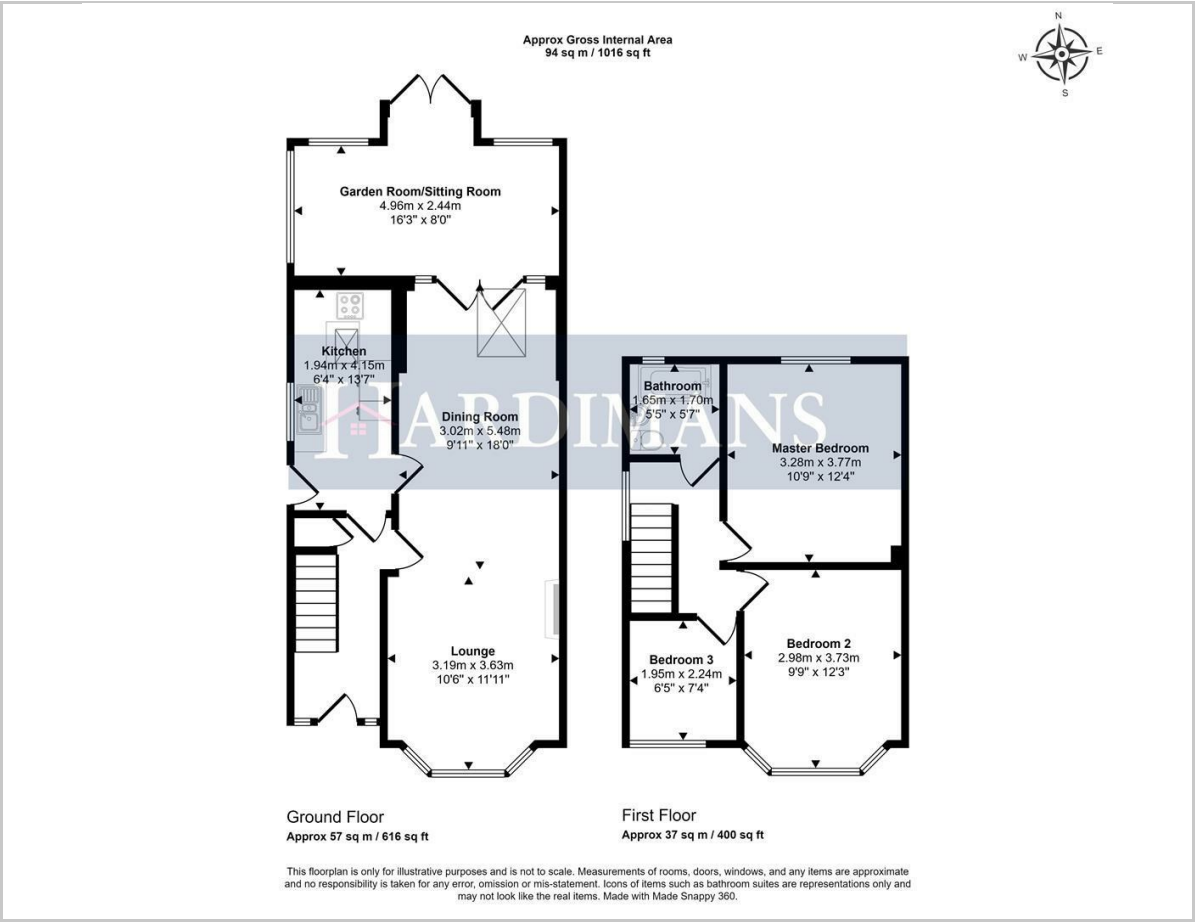 Approx Gross Internal Area
94 sq m / 1016 sq ft
N
W
E
S
Garden Room/Sitting Room
4.96m x 2.44m
16'3" x 8'0"
Kitchen
1.94m x 4.15m
6'4" x 13'7"
Dining Room
3.02m x 5.48m
9'11" x 18'0"
Lounge
3.19m x 3.63m
10'6" x 11'11"
Bathroom
1.65m x 1.70m
5'5" x 5'7"
Master Bedroom
3.28m x 3.77m
10'9" x 12'4"
Bedroom 2
2.98m x 3.73m
9'9" x 12'3"
Bedroom 3
1.95m x 2.24m
6'5" x 7'4"
HARDIMANS
Ground Floor
Approx 57 sq m / 616 sq ft
First Floor
Approx 37 sq m / 400 sq ft
This floorplan is only for illustrative purposes and is not to scale. Measurements of rooms, doors, windows, and any items are approximate
and no responsibility is taken for any error, omission or mis-statement. Icons of items such as bathroom suites are representations only and
may not look like the real items. Made with Made Snappy 360.